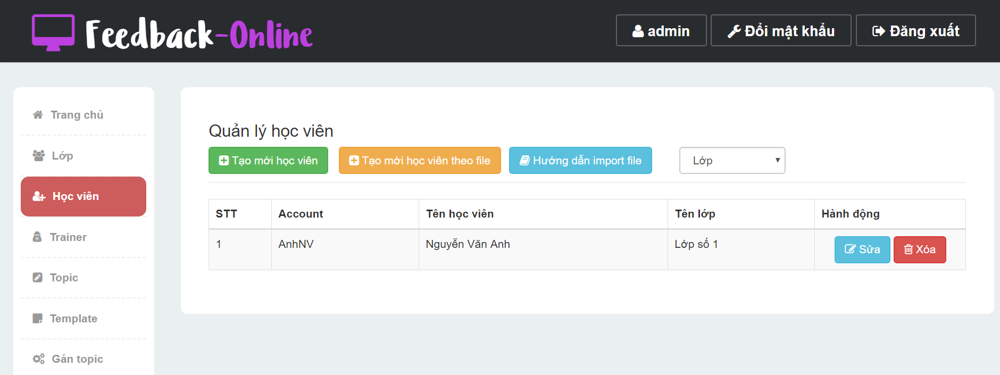 Feedback-Online
admin Đổi mật khẩu Đăng xuất
Trang chủ
Lớp
Học viên
Trainer
Topic
Template
Gán topic
Quản lý học viên
Tạo mới học viên Tạo mới học viên theo file Hướng dẫn import file Lớp
STT Account Tên học viên Tên lớp Hành động
1 AnhNV Nguyễn Văn Anh Lớp số 1 Sửa Xóa